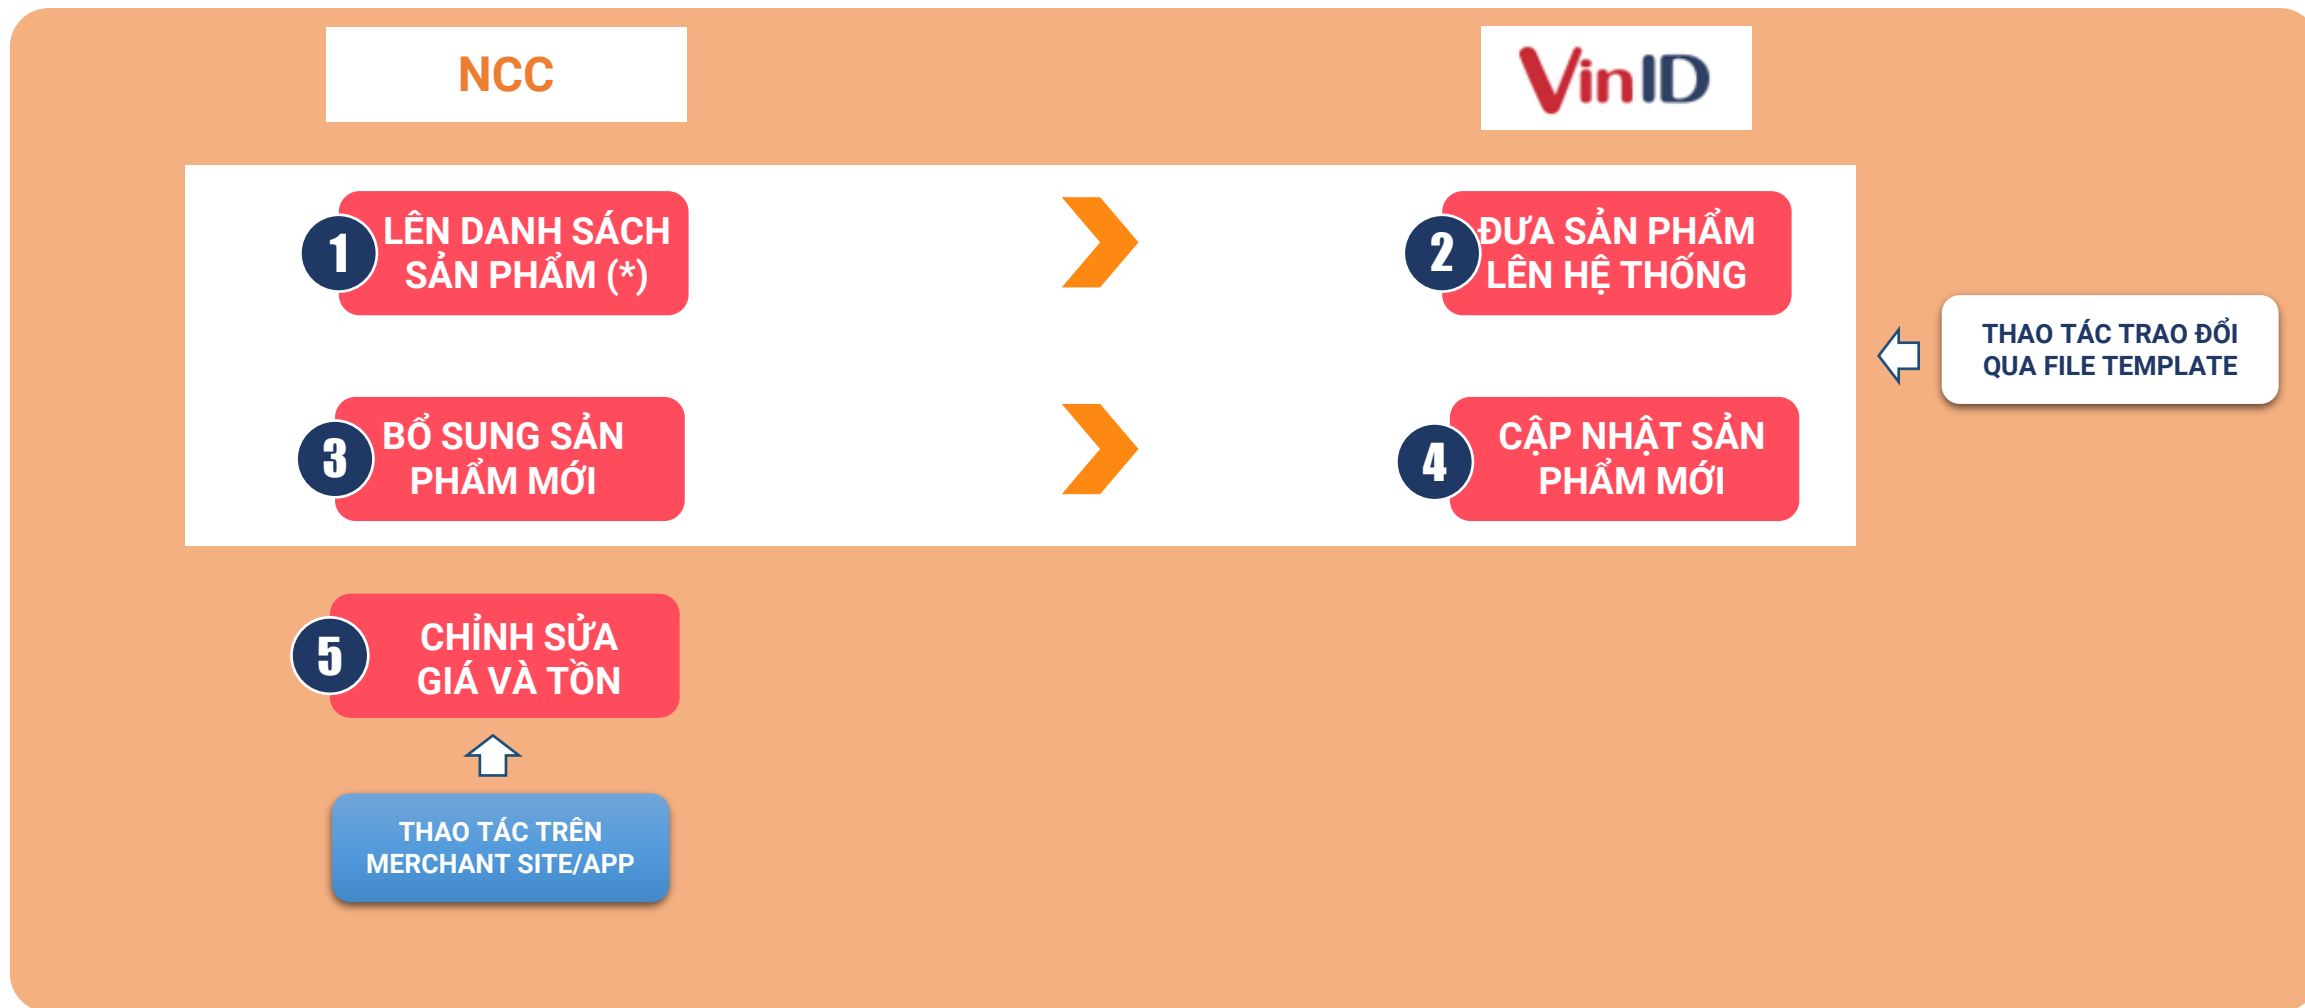 NCC
VinID
1
LÊN DANH SÁCH
SẢN PHẨM (*)
2
ĐƯA SẢN PHẨM
LÊN HỆ THỐNG
THAO TÁC TRAO ĐỔI
QUA FILE TEMPLATE
3
BỔ SUNG SẢN
PHẨM MỚI
4
CẬP NHẬT SẢN
PHẨM MỚI
5
CHỈNH SỬA
GIÁ VÀ TỒN
THAO TÁC TRÊN
MERCHANT SITE/APP